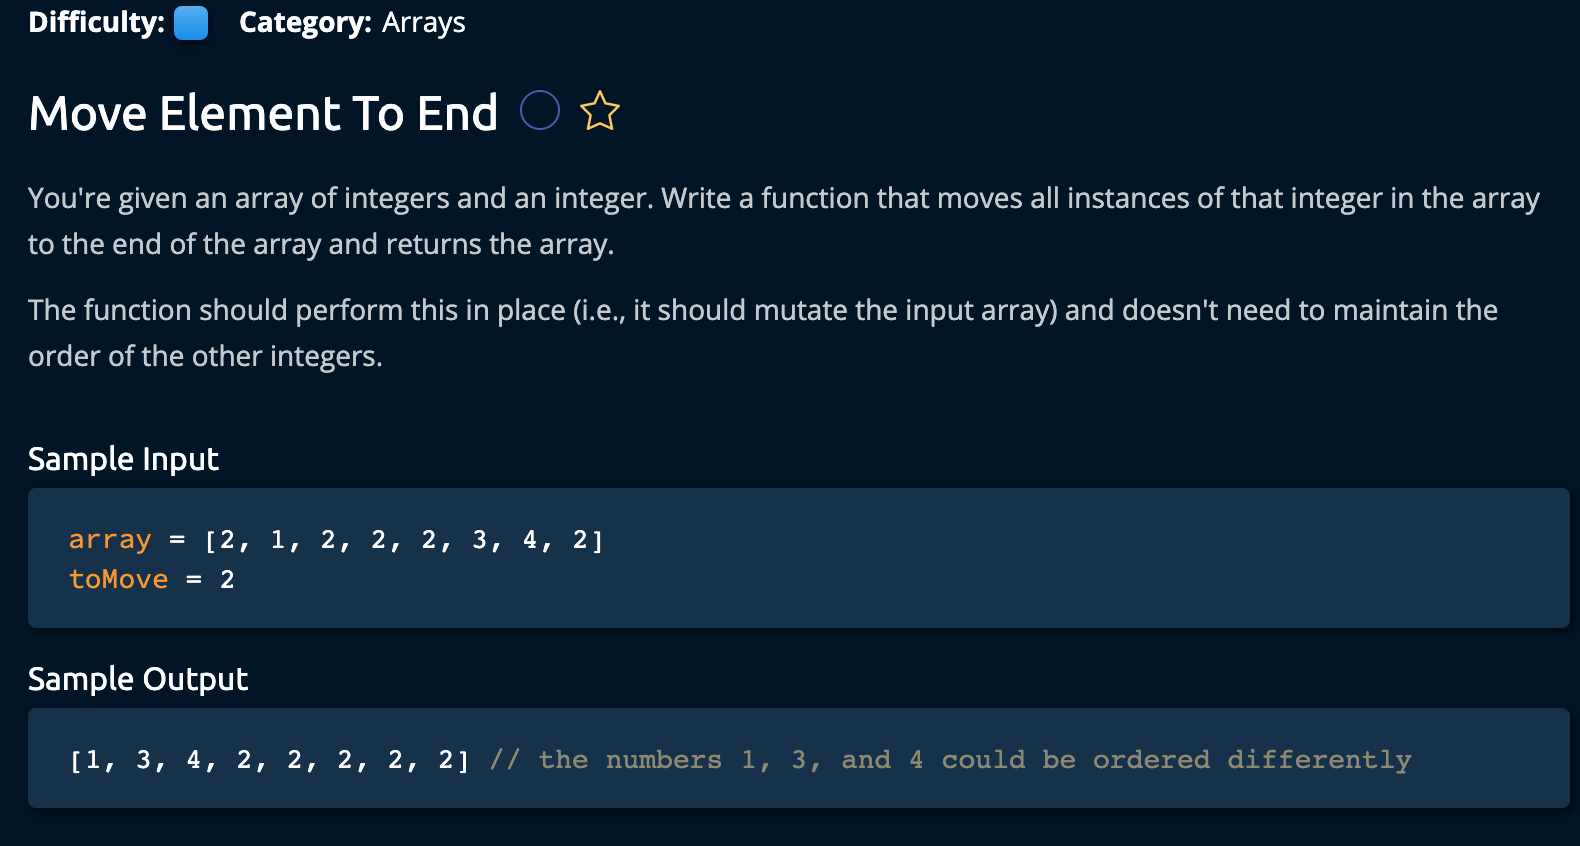 Difficulty: Category: Arrays
Move Element To End
You're given an array of integers and an integer. Write a function that moves all instances of that integer in the array
to the end of the array and returns the array.
The function should perform this in place (i.e., it should mutate the input array) and doesn't need to maintain the
order of the other integers.
Sample Input
array = [2, 1, 2, 2, 2, 3, 4, 2]
toMove = 2
Sample Output
[1, 3, 4, 2, 2, 2, 2, 2] // the numbers 1, 3, and 4 could be ordered differently